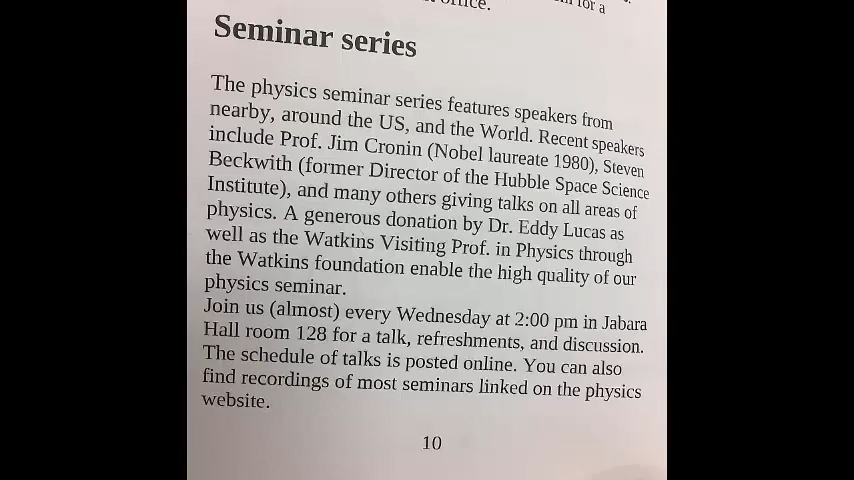 office.
for a
Seminar series
The physics seminar series features speakers from
nearby, around the US, and the World. Recent speakers
include Prof. Jim Cronin (Nobel laureate 1980), Steven
Beckwith (former Director of the Hubble Space Science
Institute), and many others giving talks on all areas of
physics. A generous donation by Dr. Eddy Lucas as
well as the Watkins Visiting Prof. in Physics through
the Watkins foundation enable the high quality of our
physics seminar.
Join us (almost) every Wednesday at 2:00 pm in Jabara
Hall room 128 for a talk, refreshments, and discussion.
The schedule of talks is posted online. You can also
find recordings of most seminars linked on the physics
website.
10